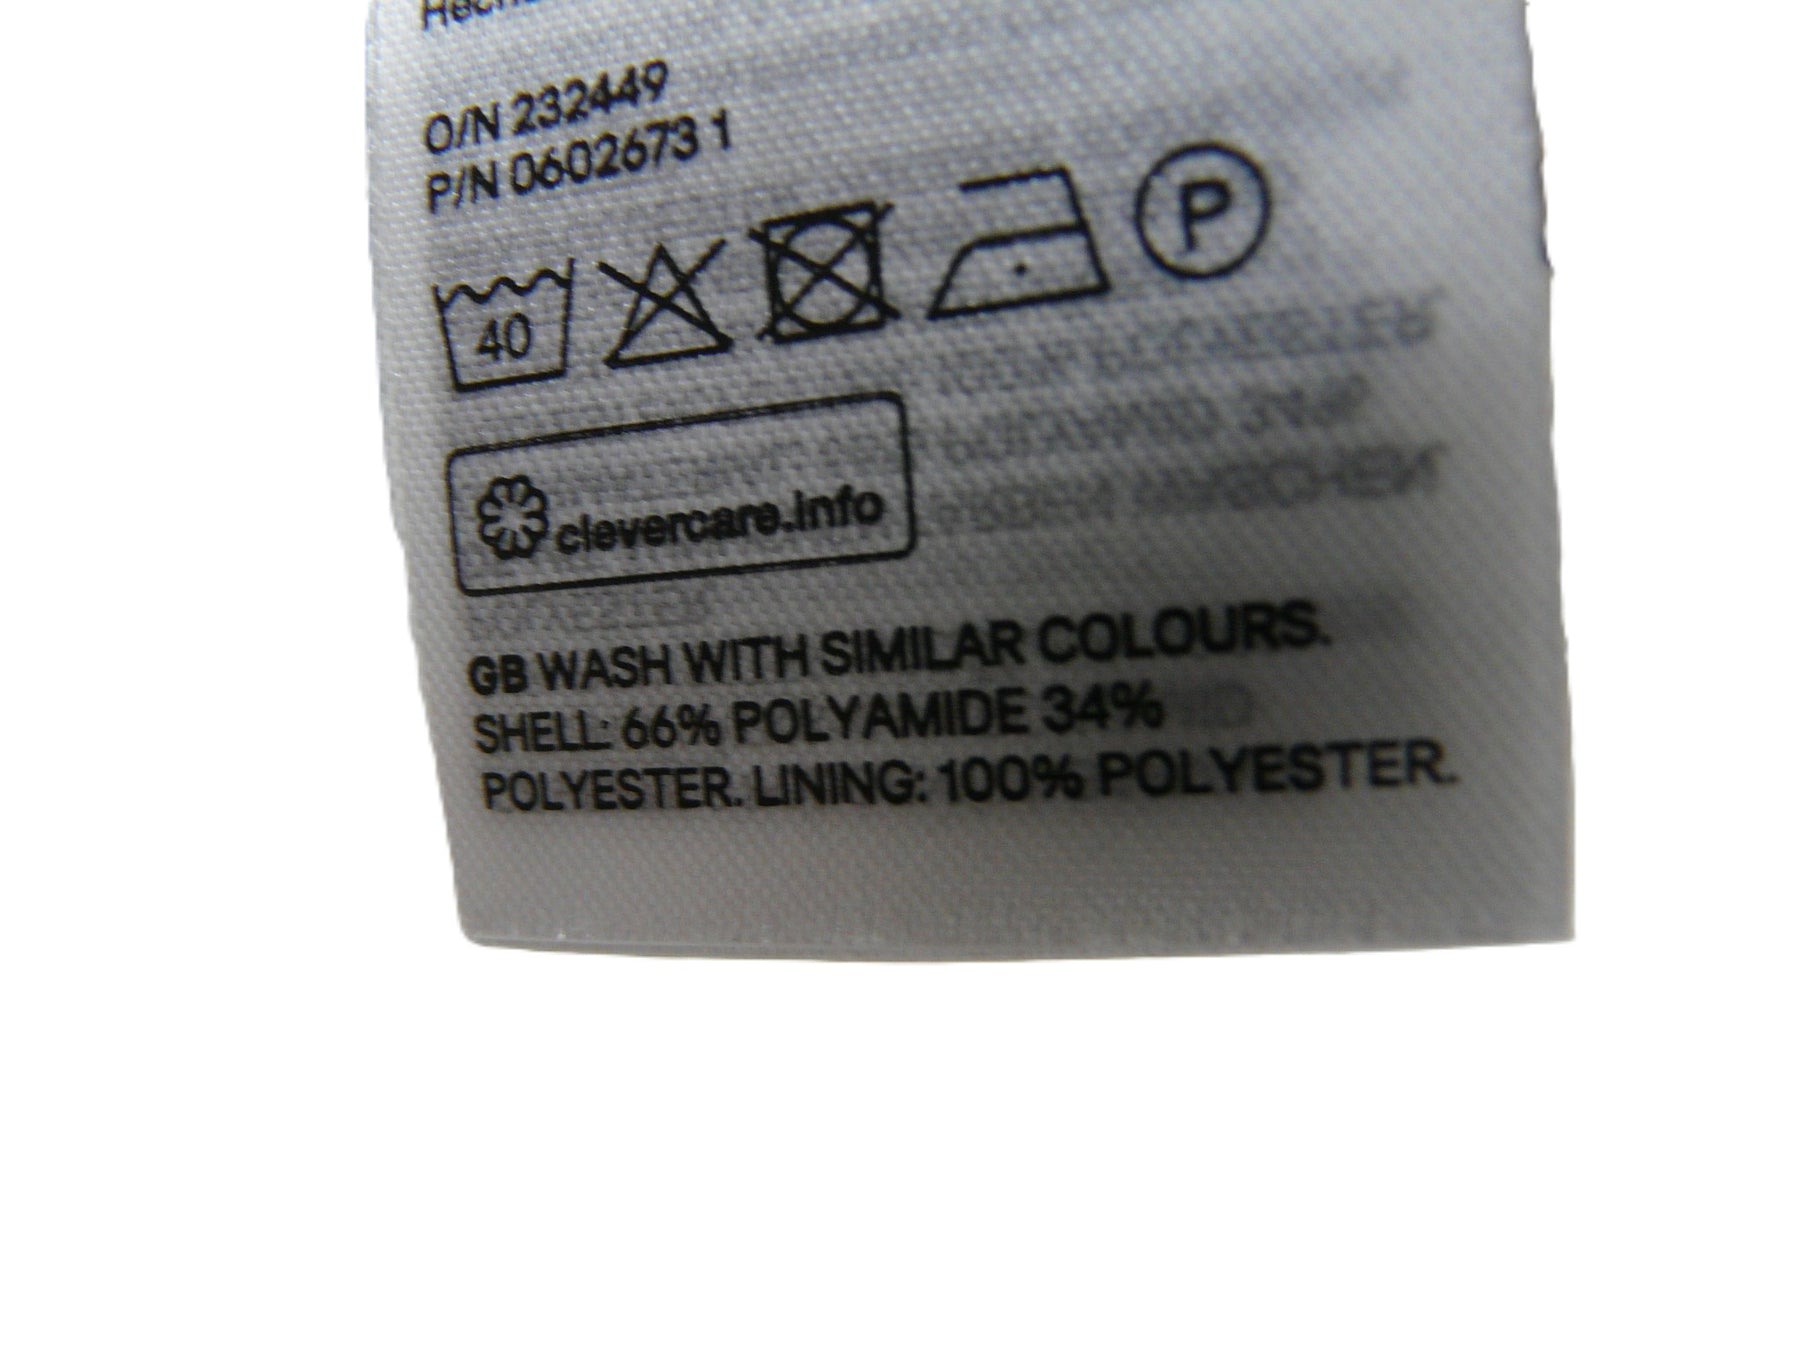 O/N 232449
P/N 0602673 1
40
P
clevercare.info
GB WASH WITH SIMILAR COLOURS.
SHELL: 66% POLYAMIDE 34%
POLYESTER. LINING: 100% POLYESTER.